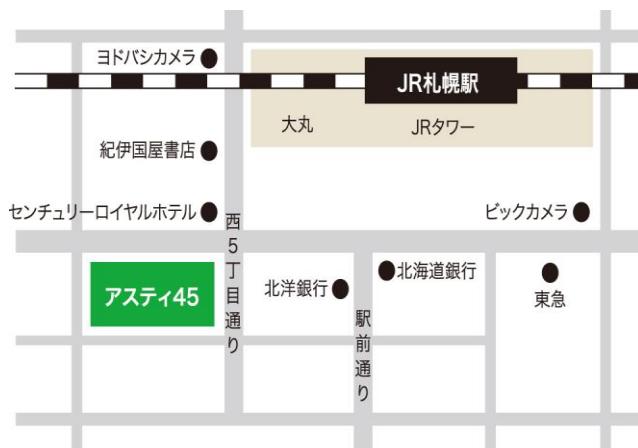 ヨドバシカメラ
JR札幌駅
大丸
JRタワー
紀伊国屋書店
センチュリーロイヤルホテル
ビックカメラ
西5丁目通り
アスティ45
北洋銀行
北海道銀行
東急
駅前通り